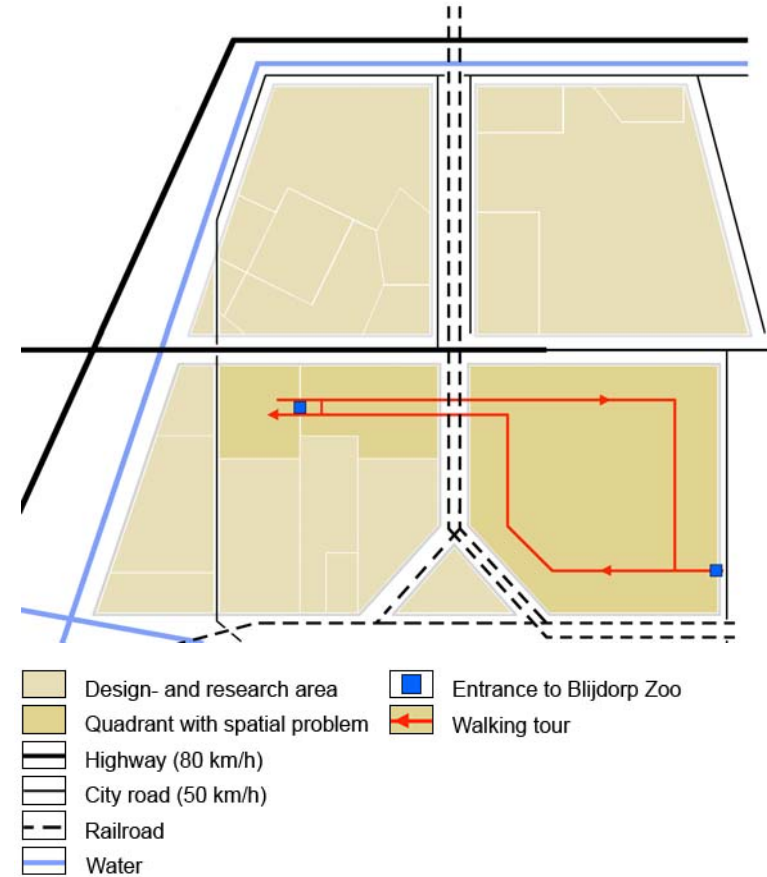 Design- and research area
Quadrant with spatial problem
Highway (80 km/h)
City road (50 km/h)
Railroad
Water
Entrance to Blijdorp Zoo
Walking tour